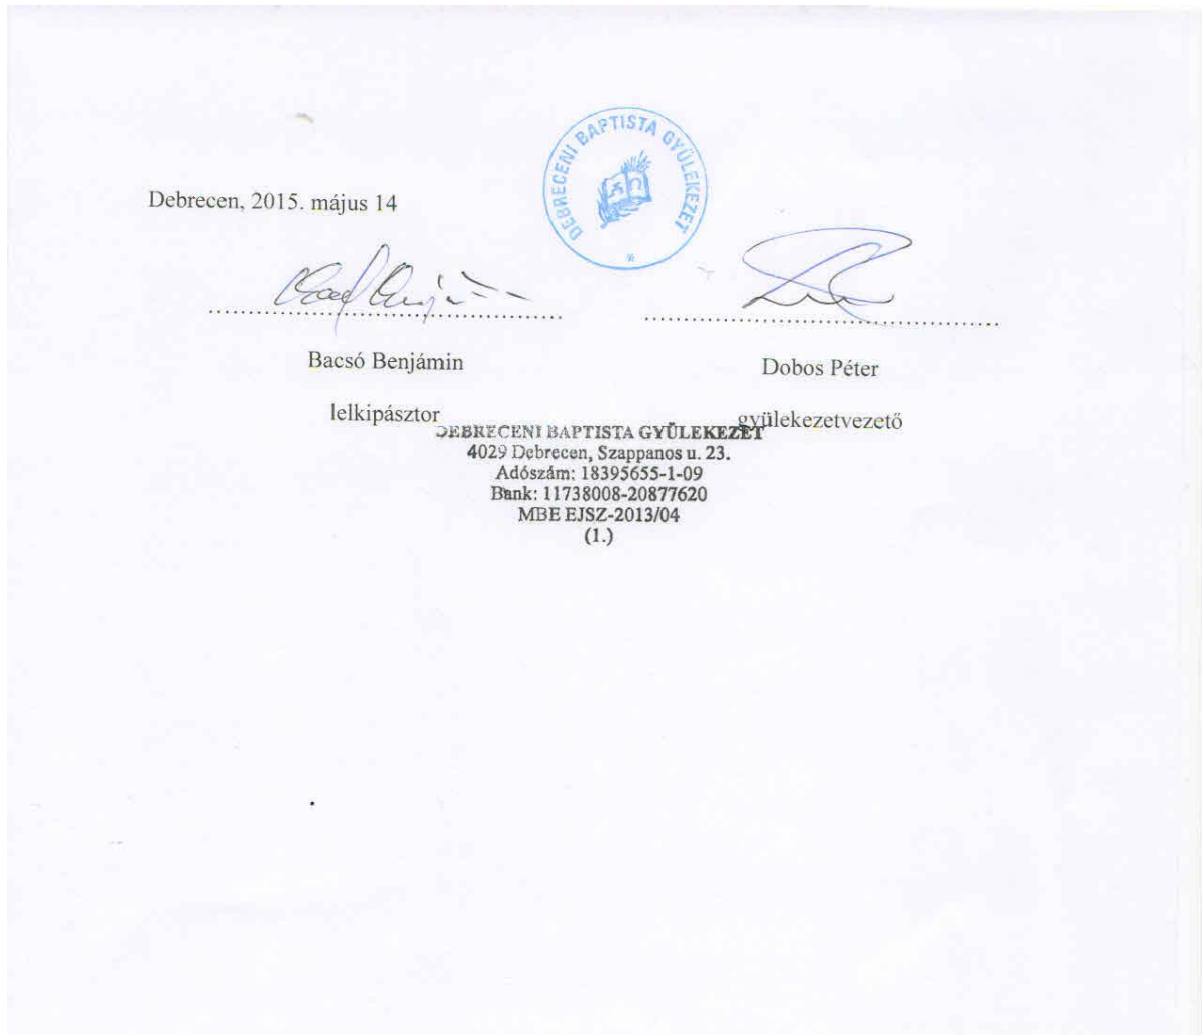 DEBRECENI BAPTISTA GYÜLEKEZET
Debrecen, 2015. május 14
Bacsó Benjámin
Dobos Péter
lelkipásztor
gyülekezetvezető
DEBRECENI BAPTISTA GYÜLEKEZET
4029 Debrecen, Szappanos u. 23.
Adószám: 18395655-1-09
Bank: 11738008-20877620
MBE EJSZ-2013/04
(1.)